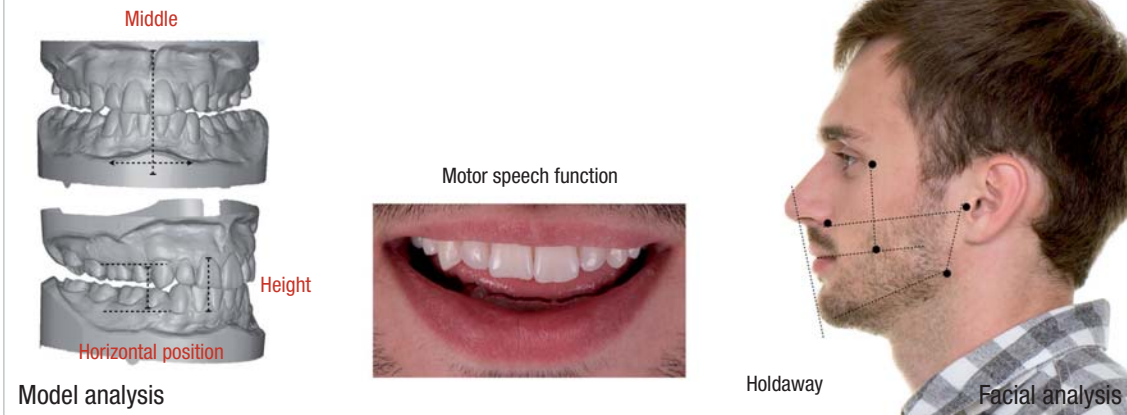 Middle
Motor speech function
Height
Horizontal position
Model analysis
Holdaway
Facial analysis